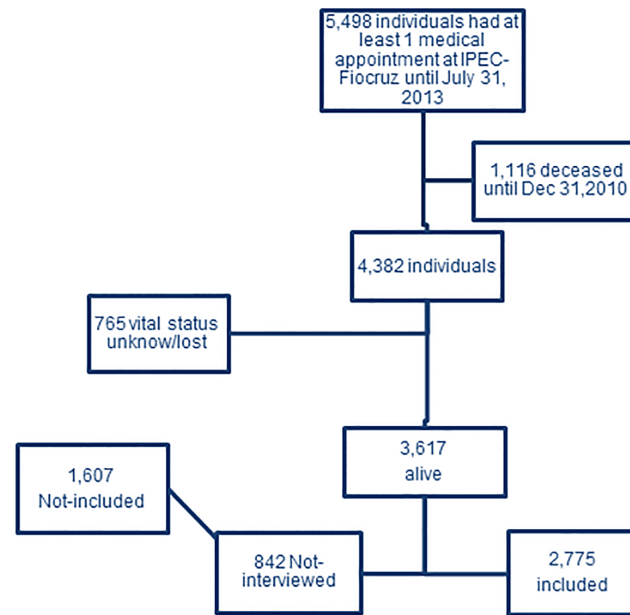 5,498 individuals had at
least 1 medical
appointment at IPEC-
Fiocruz until July 31,
2013
1,116 deceased
until Dec 31,2010
4,382 individuals
765 vital status
unknow/lost
3,617
alive
1,607
Not-included
842 Not-
interviewed
2,775
included